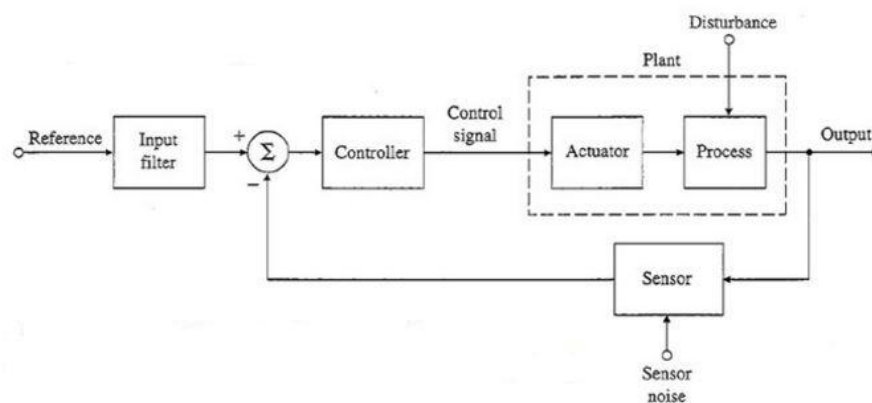 Disturbance
Plant
Reference
Input
filter
+
Σ
−
Controller
Control
signal
Actuator
Process
Output
Sensor
Sensor
noise